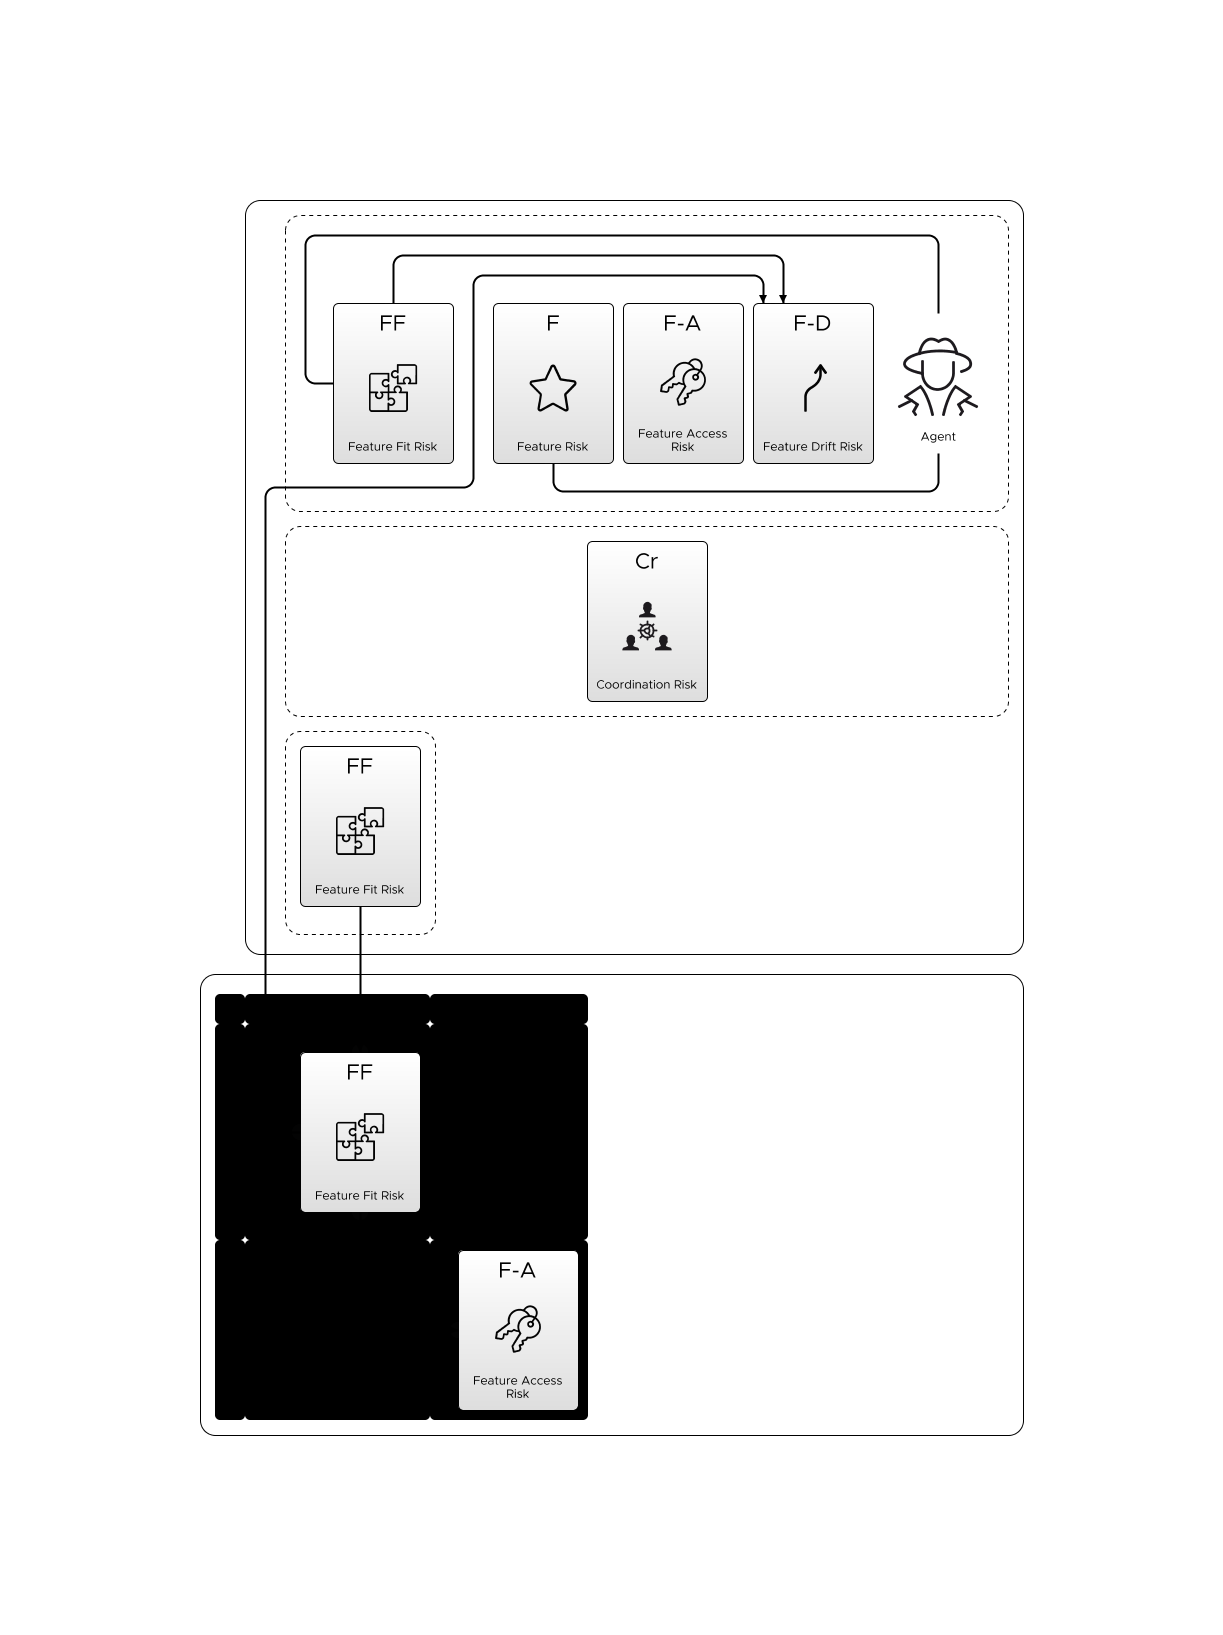 FF
Feature Fit Risk
F
Feature Risk
F-A
Feature Access
Risk
F-D
Feature Drift Risk
Agent
Cr
Coordination Risk
FF
Feature Fit Risk
FF
Feature Fit Risk
F-A
Feature Access
Risk